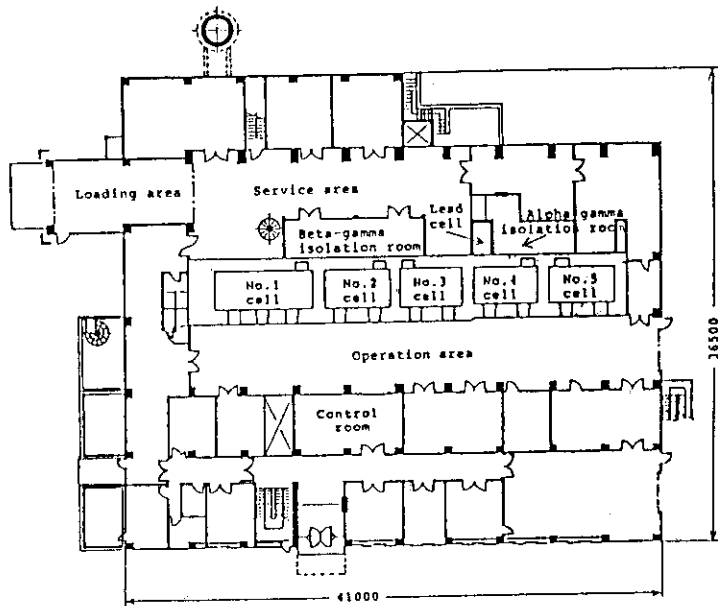 Loading area
Service area
Lead
cell
Alpha-gamma
isolation room
Beta-gamma
isolation room
No.1
cell
No.2
cell
No.3
cell
No.4
cell
No.5
cell
Operation area
Control
room
36500
41000